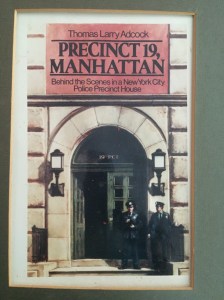 Thomas Larry Adcock
PRECINCT 19,
MANHATTAN
Behind the Scenes in a New York City
Police Precinct House